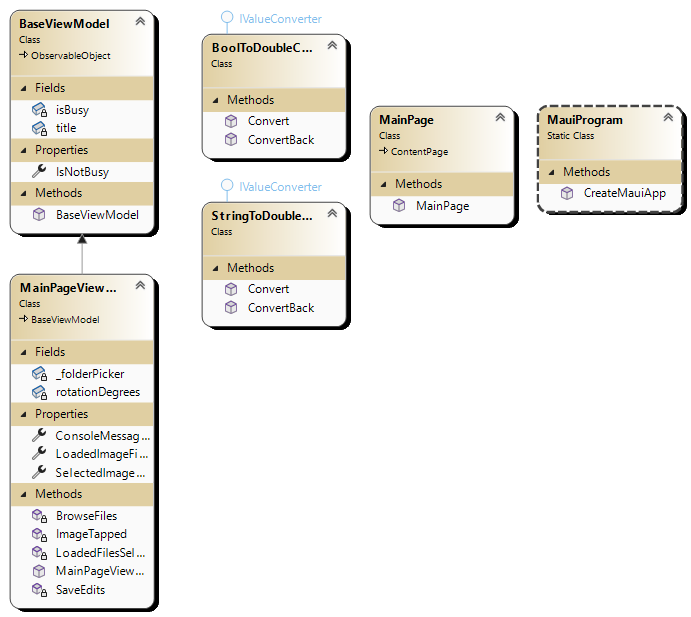 BaseViewModel
Class
ObservableObject
Fields
isBusy
title
Properties
IsNotBusy
Methods
BaseViewModel
MainPageView ...
Class
BaseViewModel
Fields
_folderPicker
rotationDegrees
Properties
ConsoleMessag...
LoadedImageFi...
SelectedImage...
Methods
BrowseFiles
ImageTapped
LoadedFilesSel...
MainPageView...
SaveEdits
IValueConverter
BoolToDoubleC...
Class
Methods
Convert
ConvertBack
IValueConverter
StringToDouble...
Class
Methods
Convert
ConvertBack
MainPage
Class
ContentPage
Methods
MainPage
MauiProgram
Static Class
Methods
CreateMauiApp